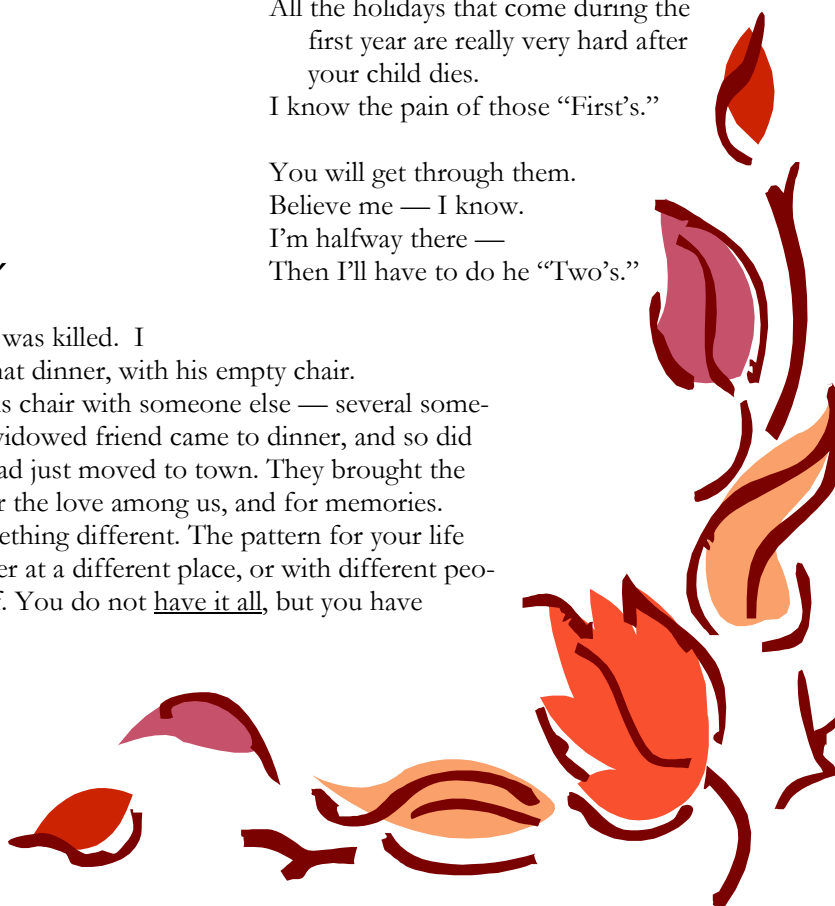 All the holidays that come during the
first year are really very hard after
your child dies.
I know the pain of those “First’s.”
You will get through them.
Believe me — I know.
I’m halfway there —
Then I’ll have to do he “Two’s.”
was killed.  I
dinner, with his empty chair.
chair with someone else — several some-
friend came to dinner, and so did
just moved to town. They brought the
the love among us, and for memories.
different. The pattern for your life
at a different place, or with different peo-
You do not have it all, but you have